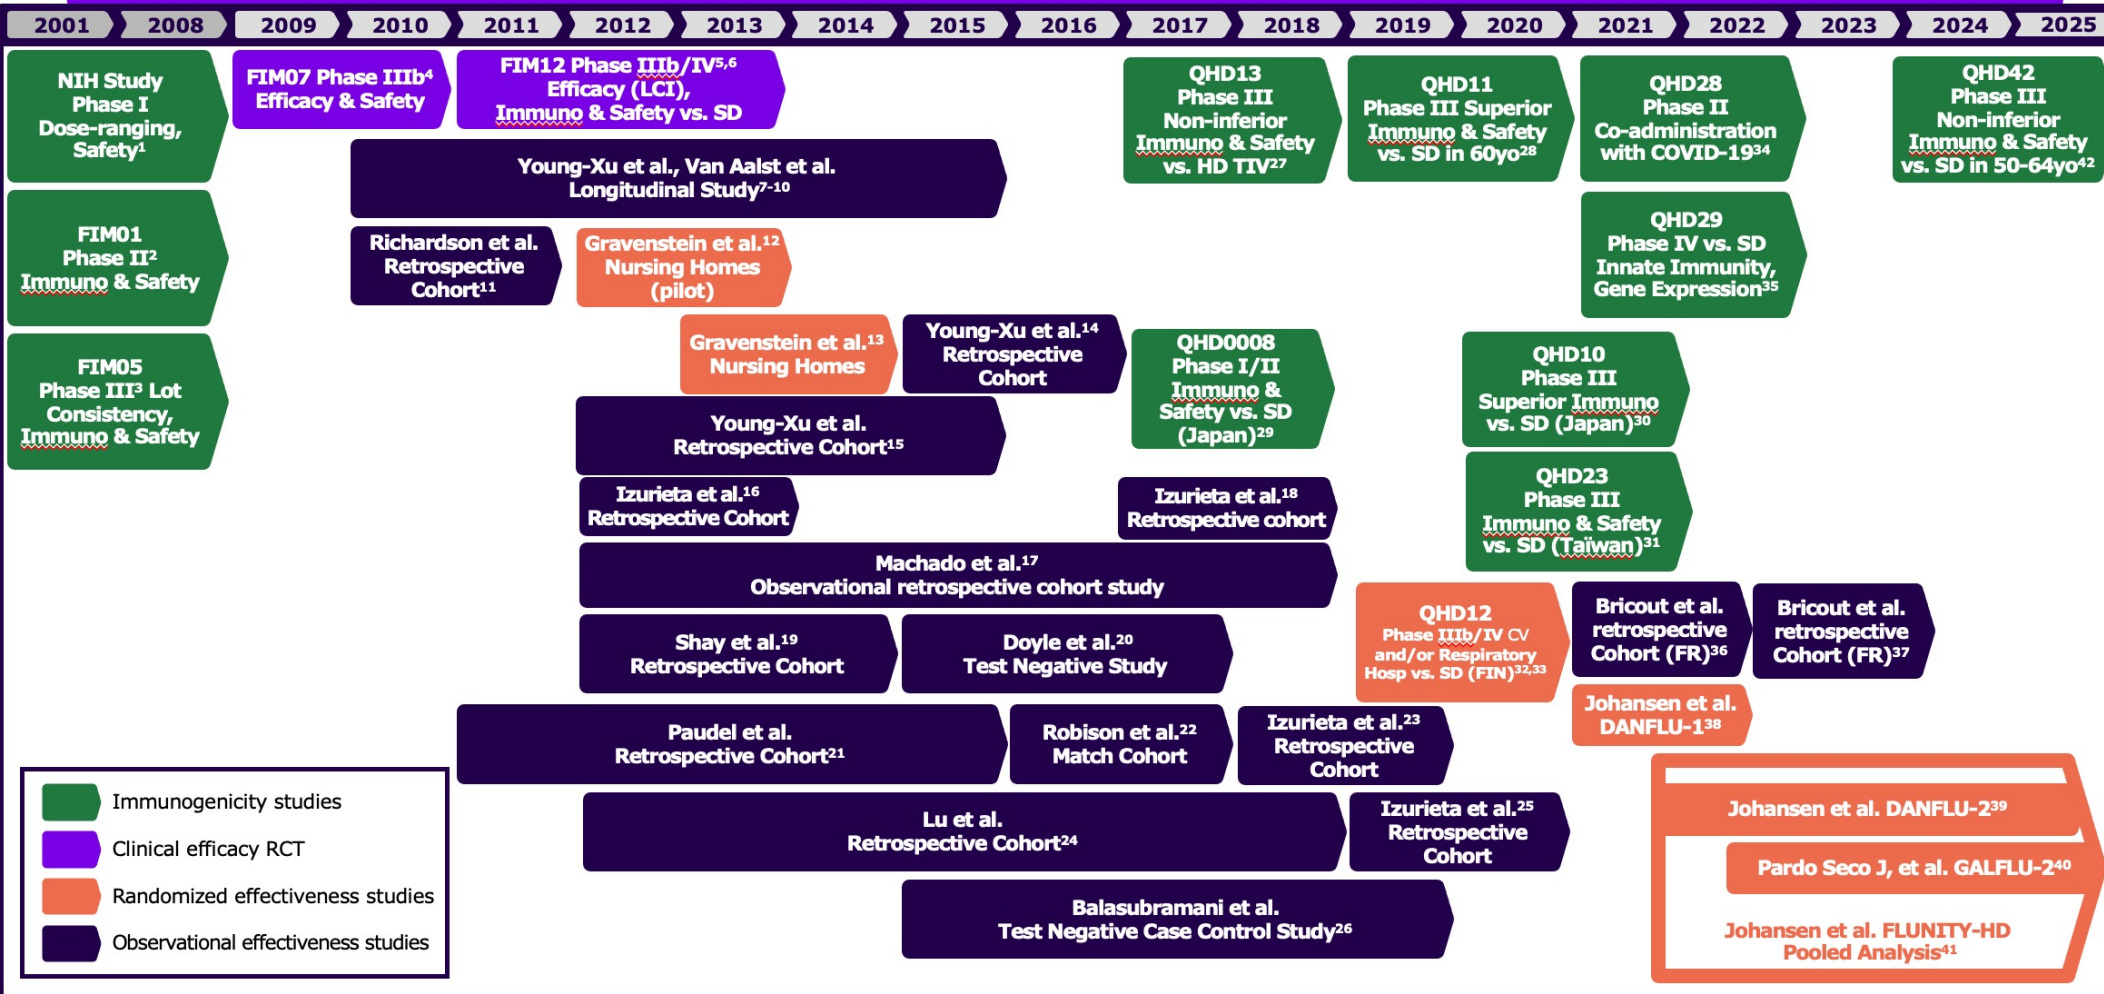 2001 2008 2009 2010 2011 2012 2013 2014 2015 2016 2017 2018 2019 2020 2021 2022 2023 2024 2025
NIH Study
Phase I
Dose-ranging,
Safety¹
FIM07 Phase IIIb⁴
Efficacy & Safety
FIM12 Phase IIIb/IV⁵,⁶
Efficacy (LCI),
Immuno & Safety vs. SD
QHD13
Phase III
Non-inferior
Immuno & Safety
vs. HD TIV²⁷
QHD11
Phase III Superior
Immuno & Safety
vs. SD in 60yo²⁸
QHD28
Phase II
Co-administration
with COVID-19³⁴
QHD42
Phase III
Non-inferior
Immuno & Safety
vs. SD in 50-64yo⁴²
Young-Xu et al., Van Aalst et al.
Longitudinal Study⁷⁻¹⁰
FIM01
Phase II²
Immuno & Safety
Richardson et al.
Retrospective
Cohort¹¹
Gravenstein et al.¹²
Nursing Homes
(pilot)
QHD29
Phase IV vs. SD
Innate Immunity,
Gene Expression³⁵
FIM05
Phase III³ Lot
Consistency,
Immuno & Safety
Gravenstein et al.¹³
Nursing Homes
Young-Xu et al.¹⁴
Retrospective
Cohort
QHD0008
Phase I/II
Immuno &
Safety vs. SD
(Japan)²⁹
QHD10
Phase III
Superior Immuno
vs. SD (Japan)³⁰
Young-Xu et al.
Retrospective Cohort¹⁵
Izurieta et al.¹⁶
Retrospective Cohort
Izurieta et al.¹⁸
Retrospective cohort
QHD23
Phase III
Immuno & Safety
vs. SD (Taïwan)³¹
Machado et al.¹⁷
Observational retrospective cohort study
Shay et al.¹⁹
Retrospective Cohort
Doyle et al.²⁰
Test Negative Study
QHD12
Phase IIIb/IV CV
and/or Respiratory
Hosp vs. SD (FIN)³²,³³
Bricout et al.
retrospective
Cohort (FR)³⁶
Bricout et al.
retrospective
Cohort (FR)³⁷
Johansen et al.
DANFLU-1³⁸
Paudel et al.
Retrospective Cohort²¹
Robison et al.²²
Match Cohort
Izurieta et al.²³
Retrospective
Cohort
Lu et al.
Retrospective Cohort²⁴
Izurieta et al.²⁵
Retrospective
Cohort
Johansen et al. DANFLU-2³⁹
Pardo Seco J, et al. GALFLU-2⁴⁰
Johansen et al. FLUNITY-HD
Pooled Analysis⁴¹
Balasubramani et al.
Test Negative Case Control Study²⁶
Immunogenicity studies
Clinical efficacy RCT
Randomized effectiveness studies
Observational effectiveness studies